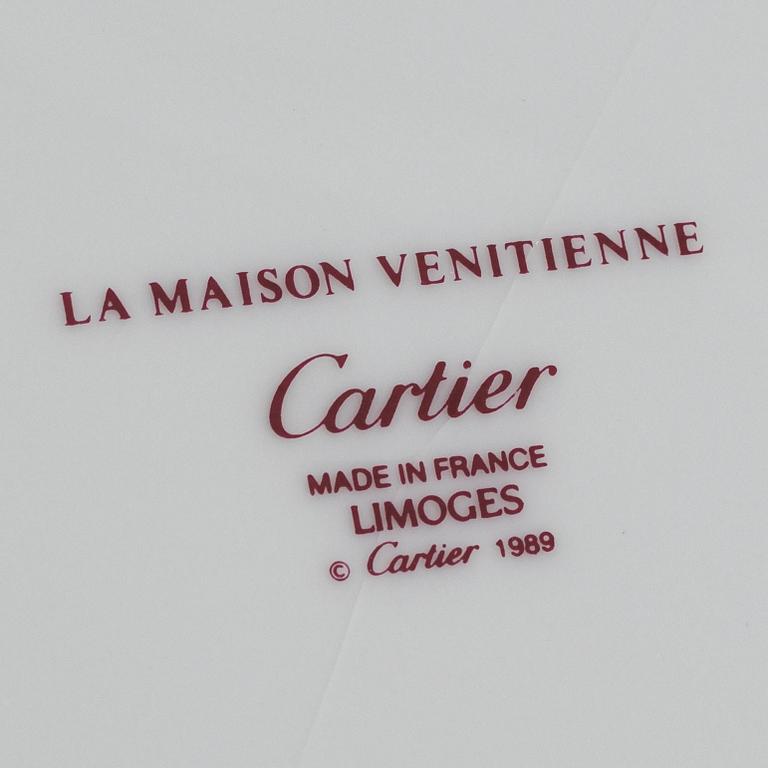 LA MAISON VENITIENNE
Cartier
MADE IN FRANCE
LIMOGES
© Cartier 1989